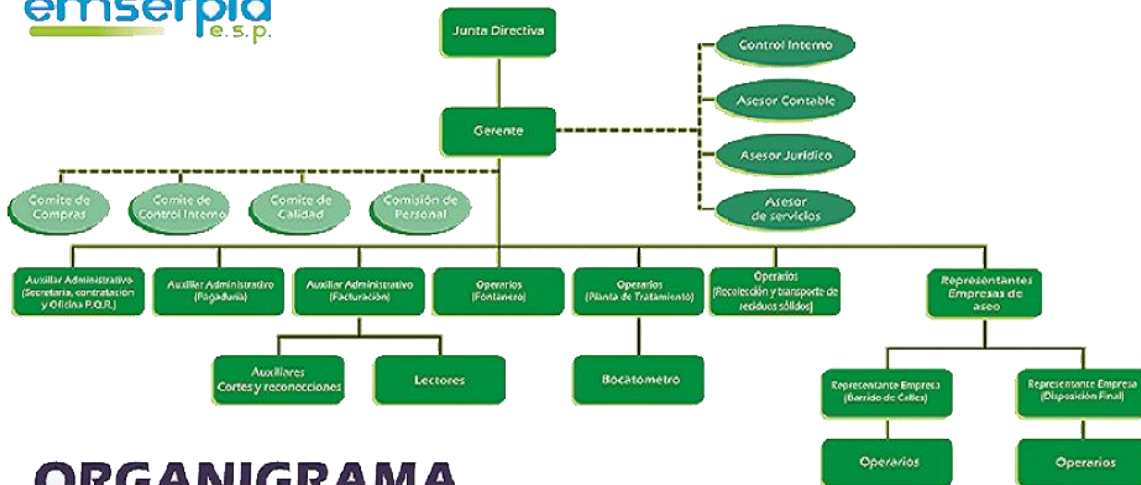 emserpla
e.s.p.
Junta Directiva
Gerente
Control Interno
Asesor Contable
Asesor Jurídico
Asesor
de servicios
Comite de
Compras
Comite de
Control Interno
Comite de
Calidad
Comisión de
Personal
Auxiliar Administrativo
(Secretaria, contratación
y Oficina P.Q.R.)
Auxiliar Administrativo
(Pagaduria)
Auxiliar Administrativo
(Facturación)
Operarios
(Fontanero)
Operarios
(Planta de Tratamiento)
Operarios
(Recolección y transporte de
residuos sólidos)
Representantes
Empresas de
aseo
Auxiliares
Cortes y reconecciones
Lectores
Bocatometro
Representante Empresa
(Barrido de Calles)
Representante Empresa
(Disposición Final)
Operarios
Operarios
ORGANIGRAMA